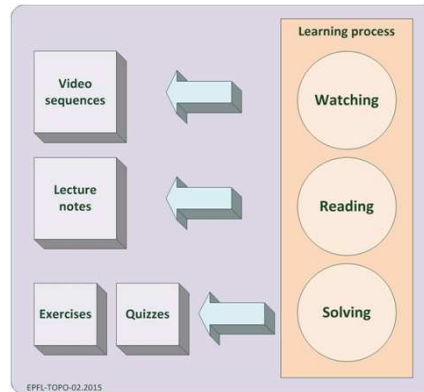 Learning process
Video
sequences
Watching
Lecture
notes
Reading
Exercises
Quizzes
Solving
EPFL-TOPO-02.2015